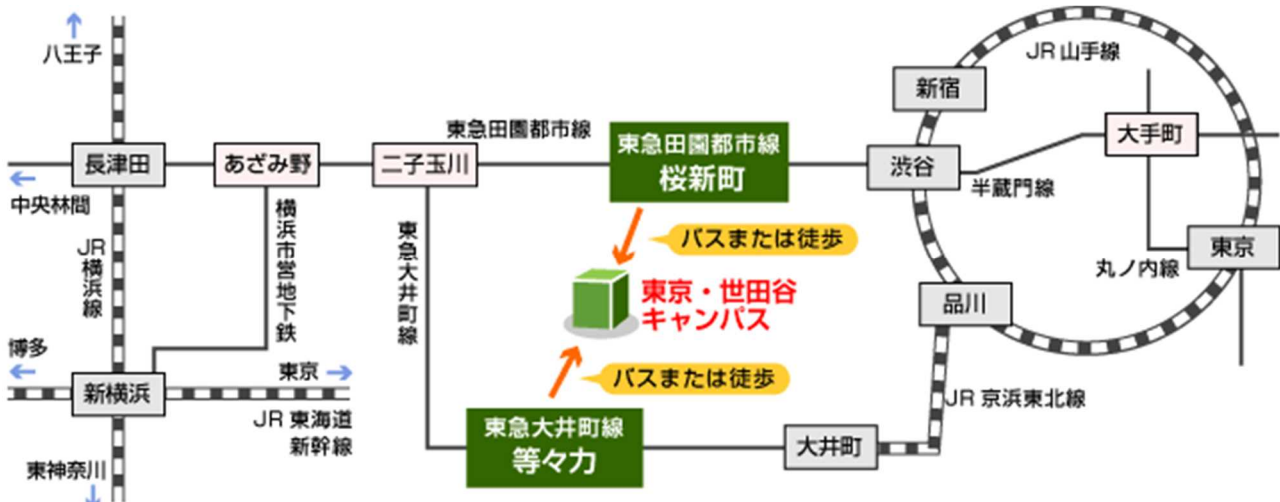 八王子
JR 山手線
新宿
大手町
東急田園都市線
東急田園都市線
桜新町
長津田
あざみ野
二子玉川
渋谷
半蔵門線
中央林間
JR横浜線
横浜市営地下鉄
東急大井町線
バスまたは徒歩
東京・世田谷
キャンパス
東京
丸ノ内線
品川
博多
東京
新横浜
JR 東海道
新幹線
バスまたは徒歩
JR 京浜東北線
東急大井町線
等々力
大井町
東神奈川